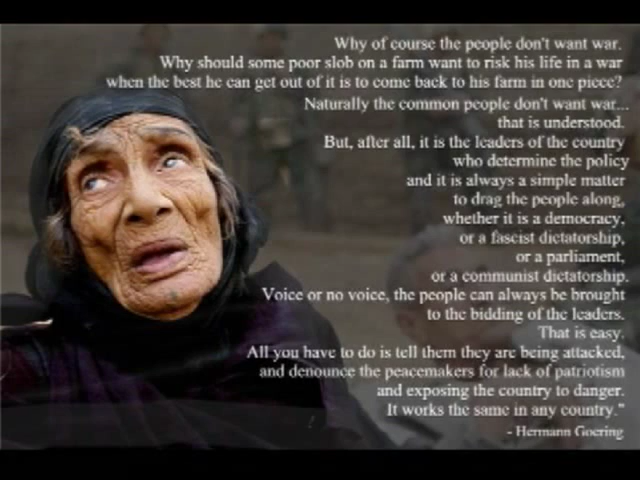 Why of course the people don't want war.
Why should some poor slob on a farm want to risk his life in a war
when the best he can get out of it is to come back to his farm in one piece?
Naturally the common people don't want war...
that is understood.
But, after all, it is the leaders of the country
who determine the policy
and it is always a simple matter
to drag the people along,
whether it is a democracy,
or a fascist dictatorship,
or a parliament,
or a communist dictatorship.
Voice or no voice, the people can always be brought
to the bidding of the leaders.
That is easy.
All you have to do is tell them they are being attacked,
and denounce the peacemakers for lack of patriotism
and exposing the country to danger.
It works the same in any country."
- Hermann Goering